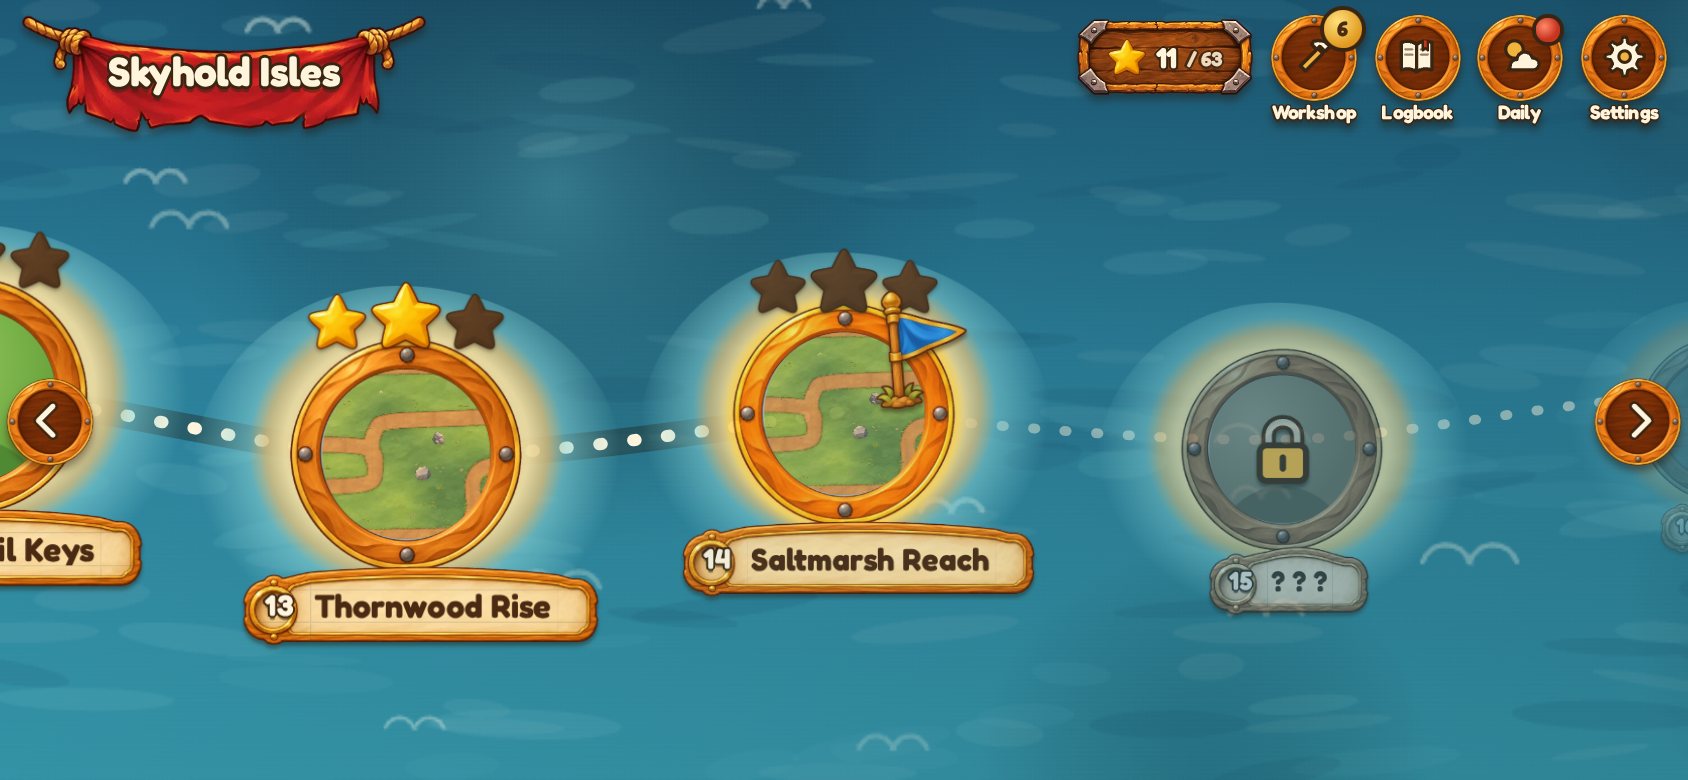 Skyhold Isles
11 / 63
6
Workshop
Logbook
Daily
Settings
il Keys
13 Thornwood Rise
14 Saltmarsh Reach
15 ? ? ?